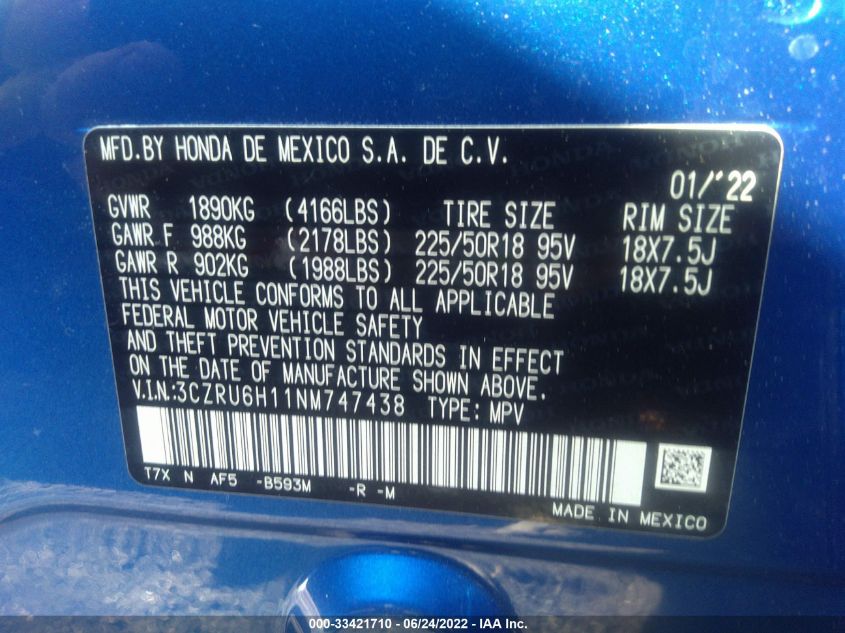 MFD.BY HONDA DE MEXICO S.A. DE C.V.
01/'22
GVWR 1890KG (4166LBS) TIRE SIZE RIM SIZE
GAWR F 988KG (2178LBS) 225/50R18 95V 18X7.5J
GAWR R 902KG (1988LBS) 225/50R18 95V 18X7.5J
THIS VEHICLE CONFORMS TO ALL APPLICABLE
FEDERAL MOTOR VEHICLE SAFETY
AND THEFT PREVENTION STANDARDS IN EFFECT
ON THE DATE OF MANUFACTURE SHOWN ABOVE.
V.I.N.:3CZRU6H11NM747438 TYPE: MPV
T7X N AF5 -B593M -R -M
MADE IN MEXICO
000-33421710 - 06/24/2022 - IAA Inc.